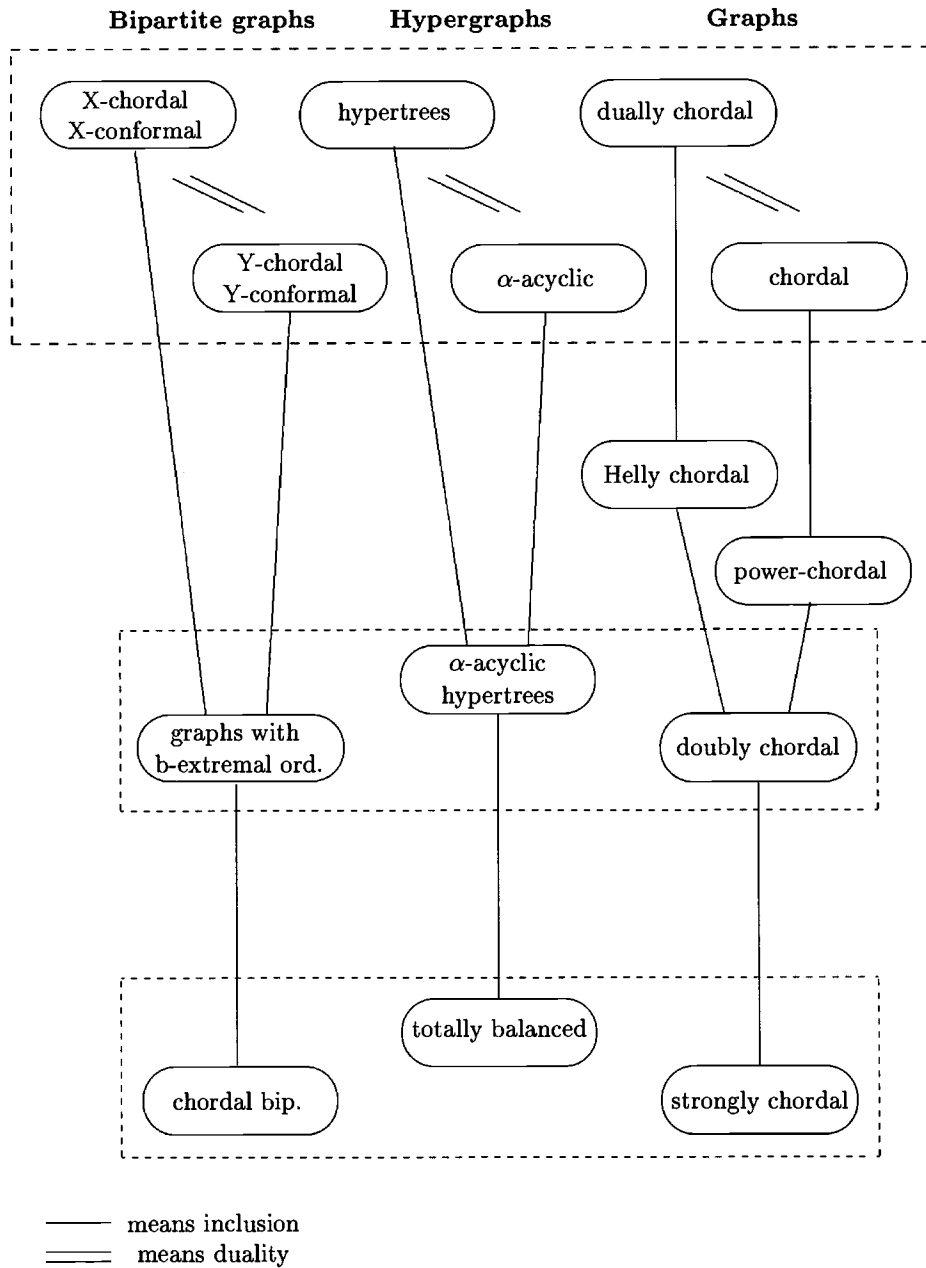 Bipartite graphs
Hypergraphs
Graphs
X-chordal
X-conformal
hypertrees
dually chordal
Y-chordal
Y-conformal
α-acyclic
chordal
Helly chordal
power-chordal
α-acyclic
hypertrees
graphs with
b-extremal ord.
doubly chordal
totally balanced
chordal bip.
strongly chordal
means inclusion
means duality